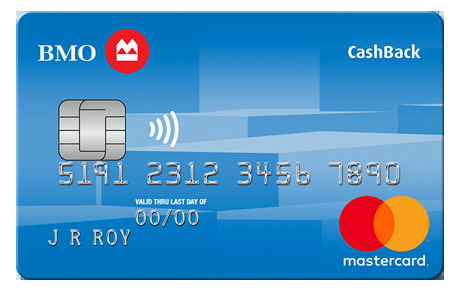 BMO
CashBack
5191 2312 3456 7890
VALID THRU LAST DAY OF
00/00
J R ROY
mastercard.